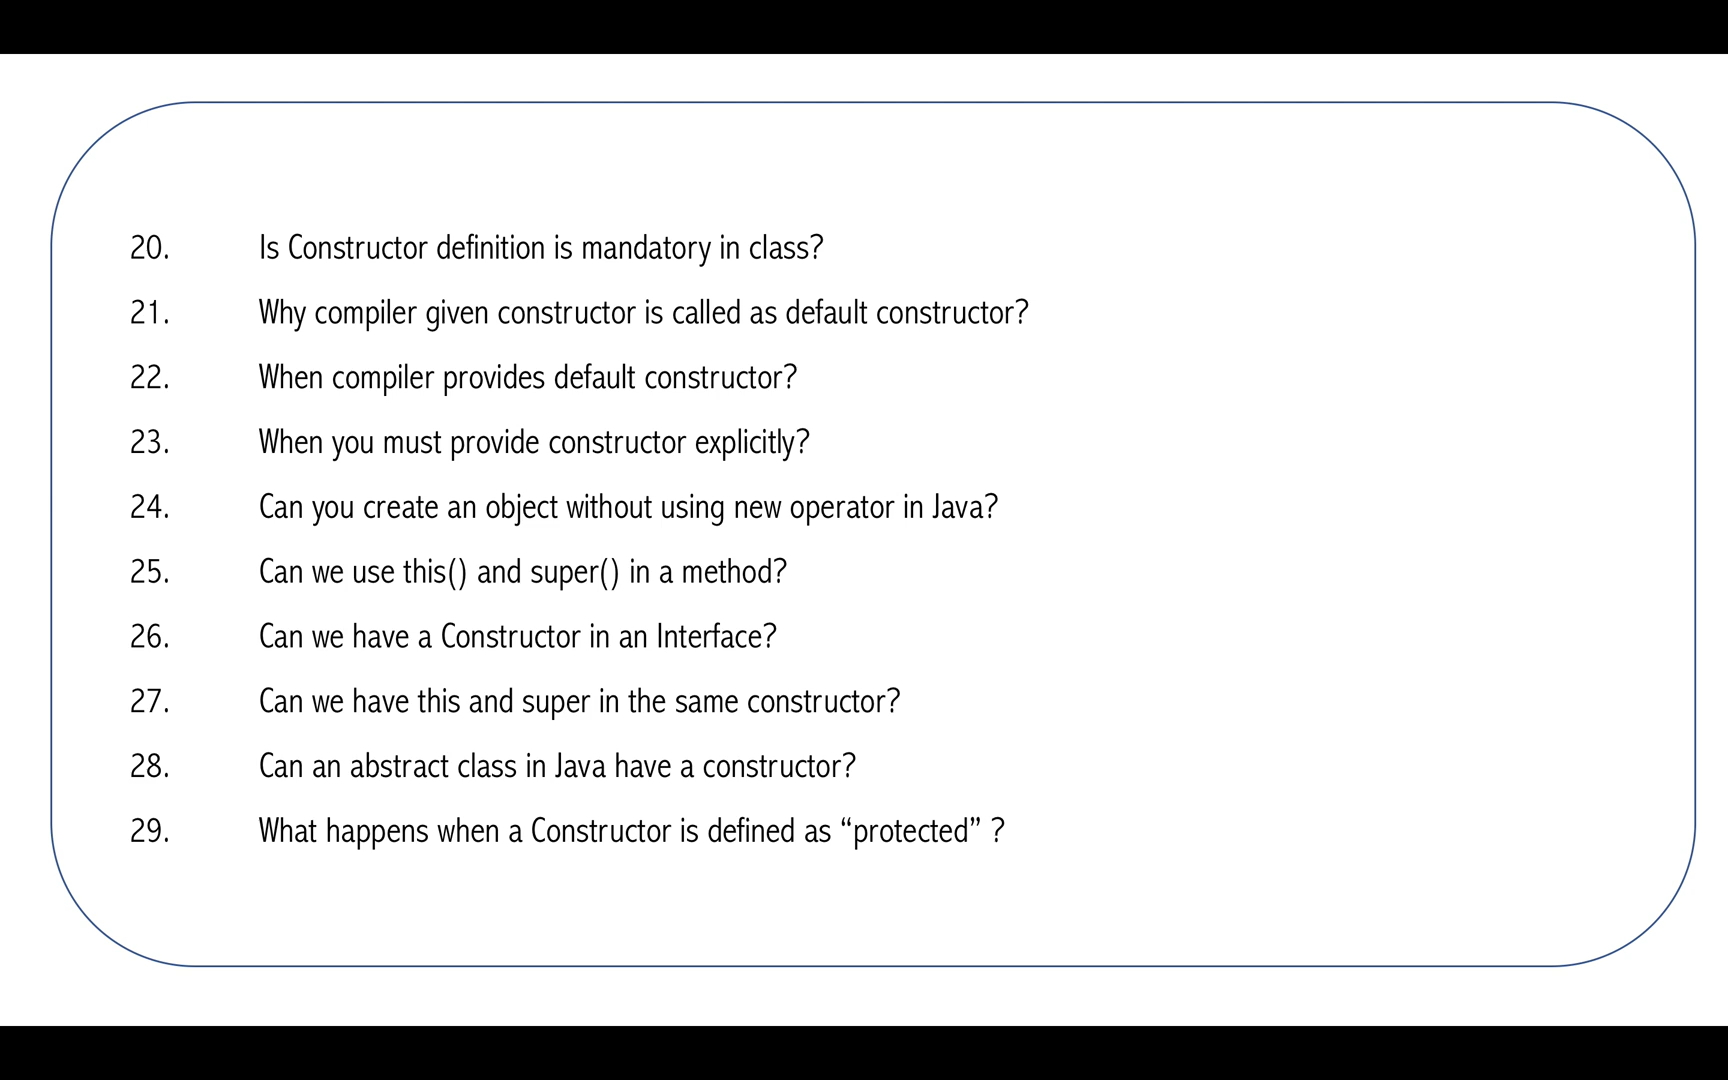 20. Is Constructor definition is mandatory in class?
21. Why compiler given constructor is called as default constructor?
22. When compiler provides default constructor?
23. When you must provide constructor explicitly?
24. Can you create an object without using new operator in Java?
25. Can we use this() and super() in a method?
26. Can we have a Constructor in an Interface?
27. Can we have this and super in the same constructor?
28. Can an abstract class in Java have a constructor?
29. What happens when a Constructor is defined as “protected” ?